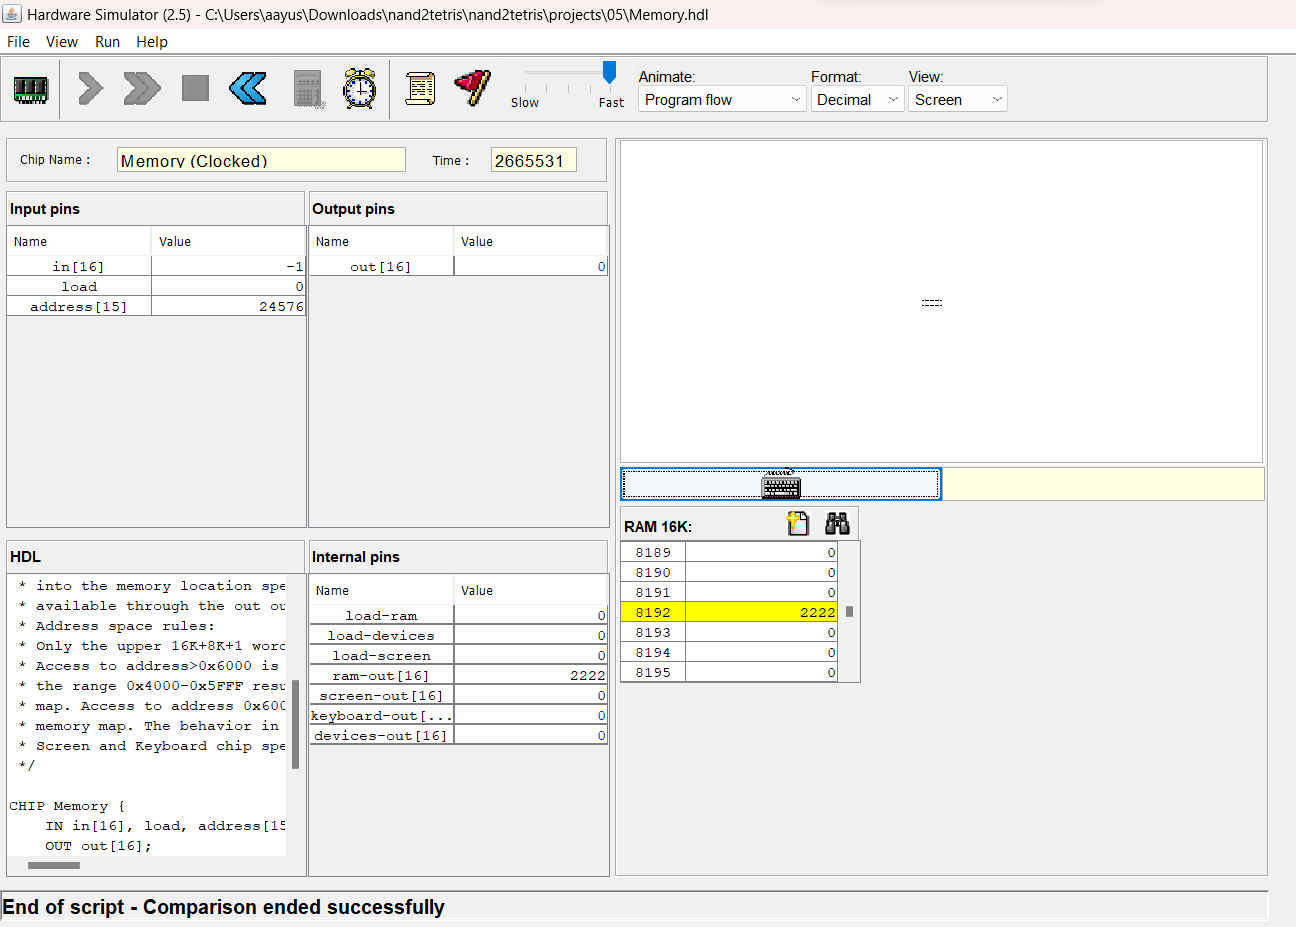 Hardware Simulator (2.5) - C:\Users\aayus\Downloads\nand2tetris\nand2tetris\projects\05\Memory.hdl
File View Run Help
Slow Fast
Animate: Format: View:
Program flow Decimal Screen
Chip Name : Memory (Clocked) Time : 2665531
Input pins
Name Value
in[16] -1
load 0
address[15] 24576
Output pins
Name Value
out[16] 0
HDL
* into the memory location spe
* available through the out ou
* Address space rules:
* Only the upper 16K+8K+1 word
* Access to address>0x6000 is
* the range 0x4000-0x5FFF resu
* map. Access to address 0x600
* memory map. The behavior in
* Screen and Keyboard chip spe
*/
CHIP Memory {
IN in[16], load, address[15
OUT out[16];
Internal pins
Name Value
load-ram 0
load-devices 0
load-screen 0
ram-out[16] 2222
screen-out[16] 0
keyboard-out[... 0
devices-out[16] 0
RAM 16K:
8189 0
8190 0
8191 0
8192 2222
8193 0
8194 0
8195 0
End of script - Comparison ended successfully